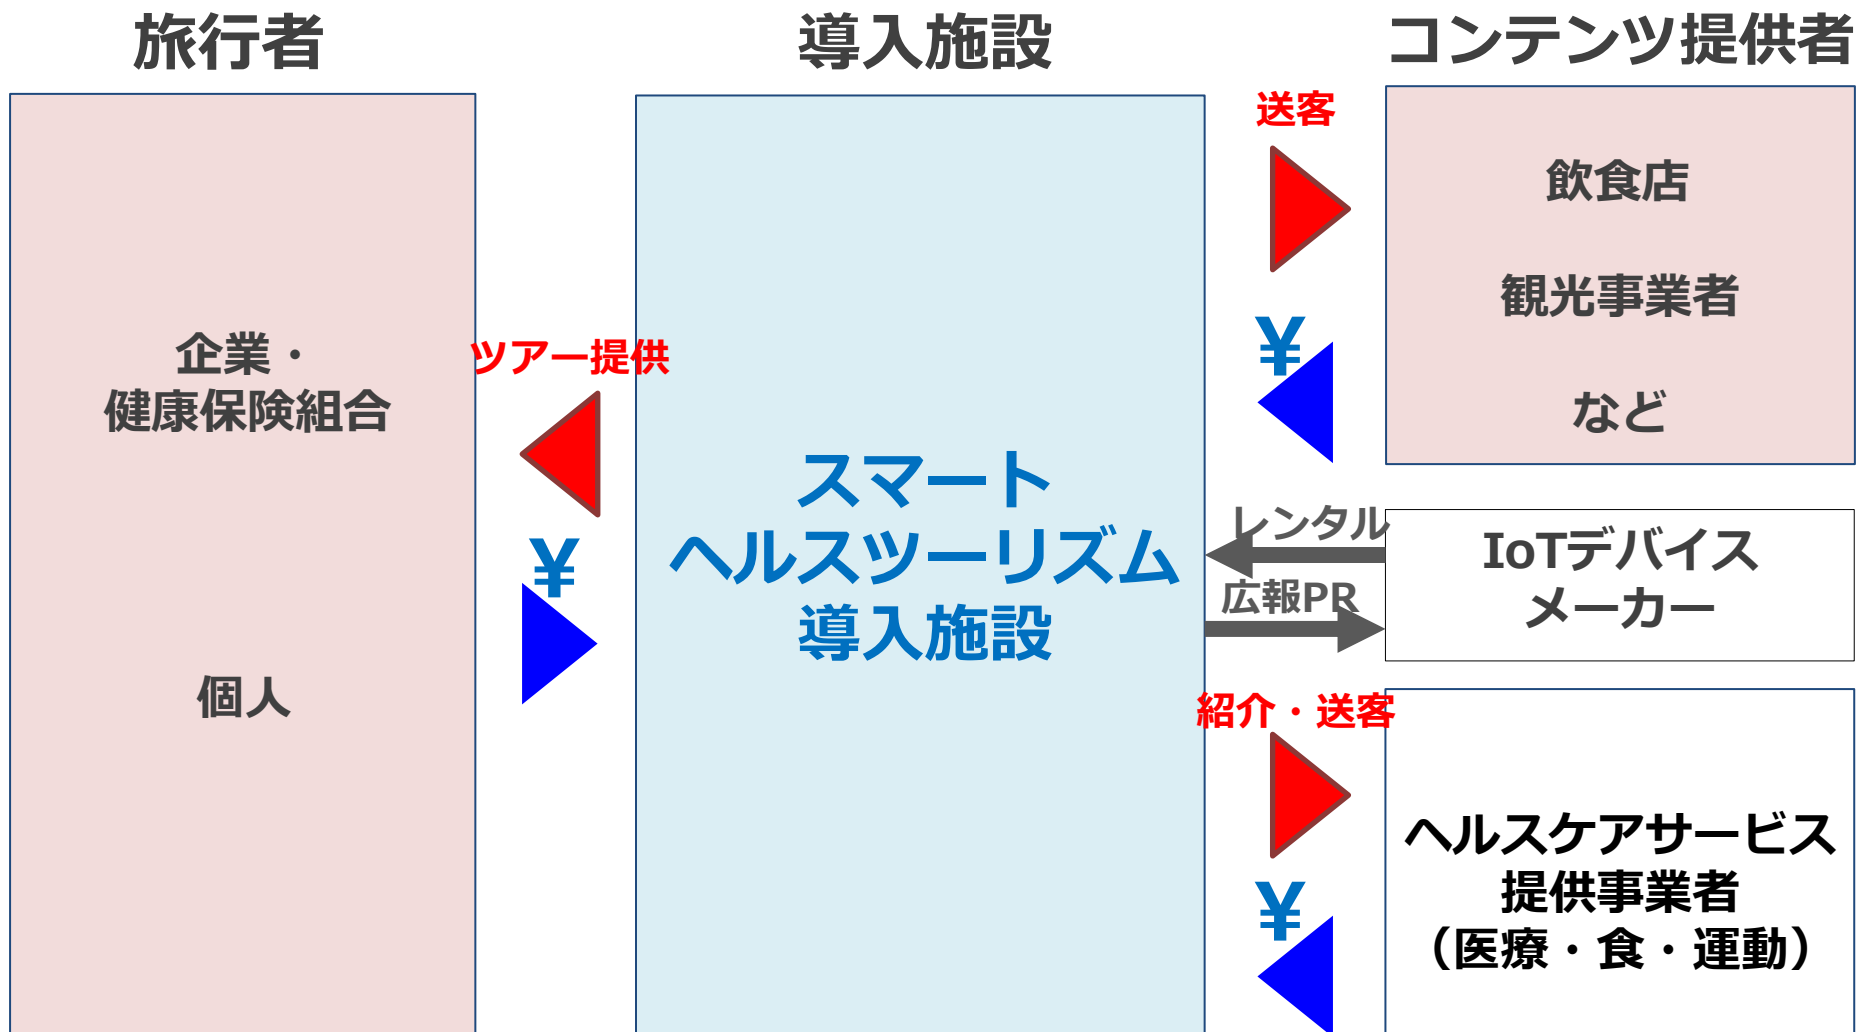 旅行者
導入施設
コンテンツ提供者
企業・
健康保険組合
個人
ツアー提供
¥
スマート
ヘルスツーリズム
導入施設
送客
¥
飲食店
観光事業者
など
レンタル
広報PR
IoTデバイス
メーカー
紹介・送客
¥
ヘルスケアサービス
提供事業者
（医療・食・運動）